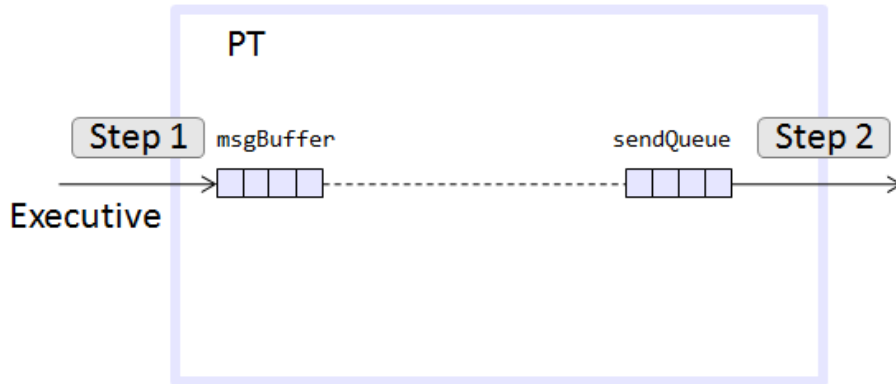 PT
Step 1
msgBuffer
sendQueue
Step 2
Executive